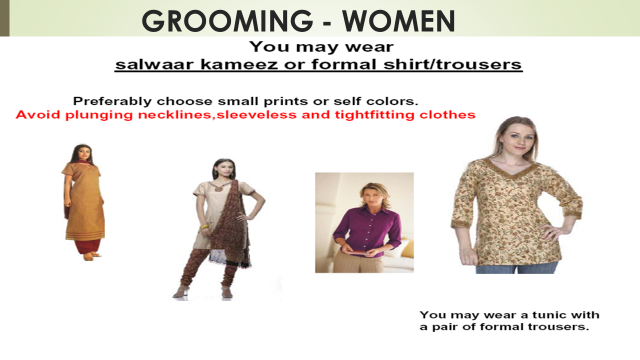 GROOMING - WOMEN
You may wear
salwaar kameez or formal shirt/trousers
Preferably choose small prints or self colors.
Avoid plunging necklines,sleeveless and tightfitting clothes
You may wear a tunic with
a pair of formal trousers.